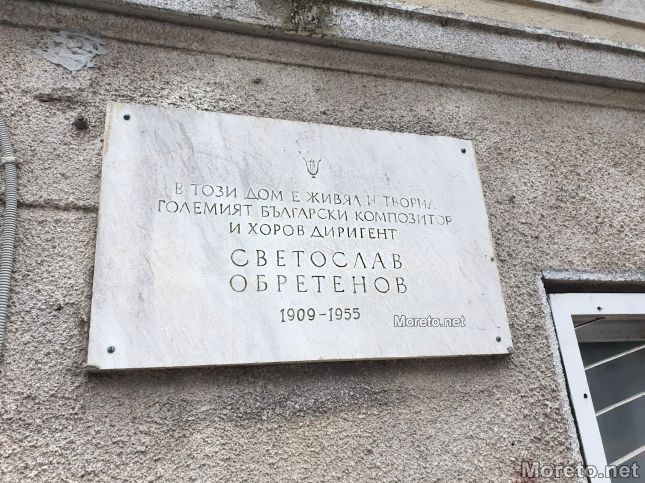 В ТОЗИ ДОМ Е ЖИВЯЛ И ТВОРИЛ
ГОЛЕМИЯТ БЪЛГАРСКИ КОМПОЗИТОР
И ХОРОВ ДИРИГЕНТ
СВЕТОСЛАВ
ОБРЕТЕНОВ
1909-1955
Moreto.net
Moreto.net